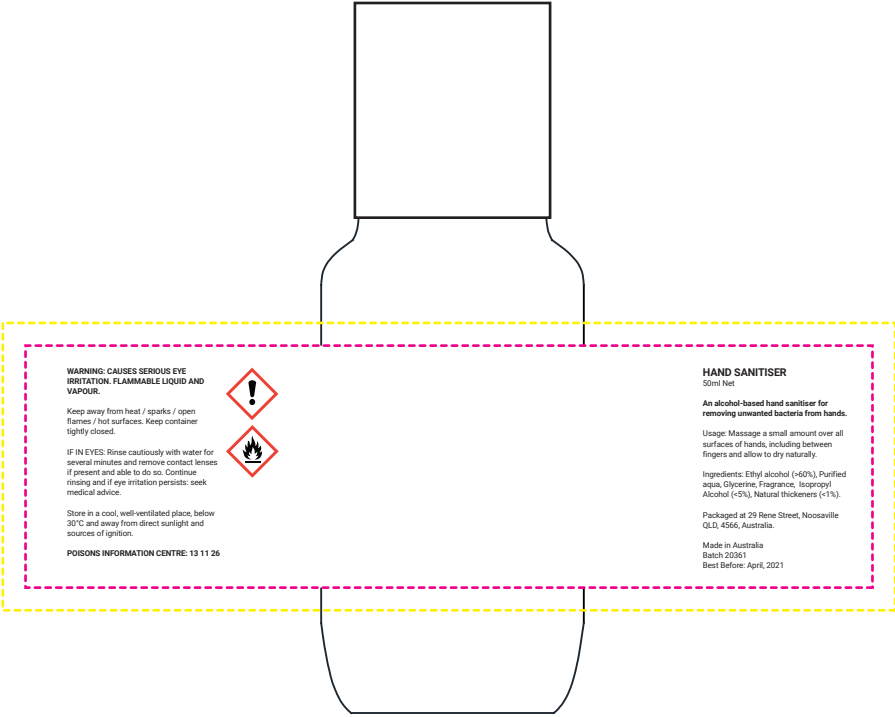 WARNING: CAUSES SERIOUS EYE
IRRITATION. FLAMMABLE LIQUID AND
VAPOUR.
Keep away from heat / sparks / open
flames / hot surfaces. Keep container
tightly closed.
IF IN EYES: Rinse cautiously with water for
several minutes and remove contact lenses
if present and able to do so. Continue
rinsing and if eye irritation persists: seek
medical advice.
Store in a cool, well-ventilated place, below
30°C and away from direct sunlight and
sources of ignition.
POISONS INFORMATION CENTRE: 13 11 26
HAND SANITISER
50ml Net
An alcohol-based hand sanitiser for
removing unwanted bacteria from hands.
Usage: Massage a small amount over all
surfaces of hands, including between
fingers and allow to dry naturally.
Ingredients: Ethyl alcohol (>60%), Purified
aqua, Glycerine, Fragrance, Isopropyl
Alcohol (<5%), Natural thickeners (<1%).
Packaged at 29 Rene Street, Noosaville
QLD, 4566, Australia.
Made in Australia
Batch 20361
Best Before: April, 2021